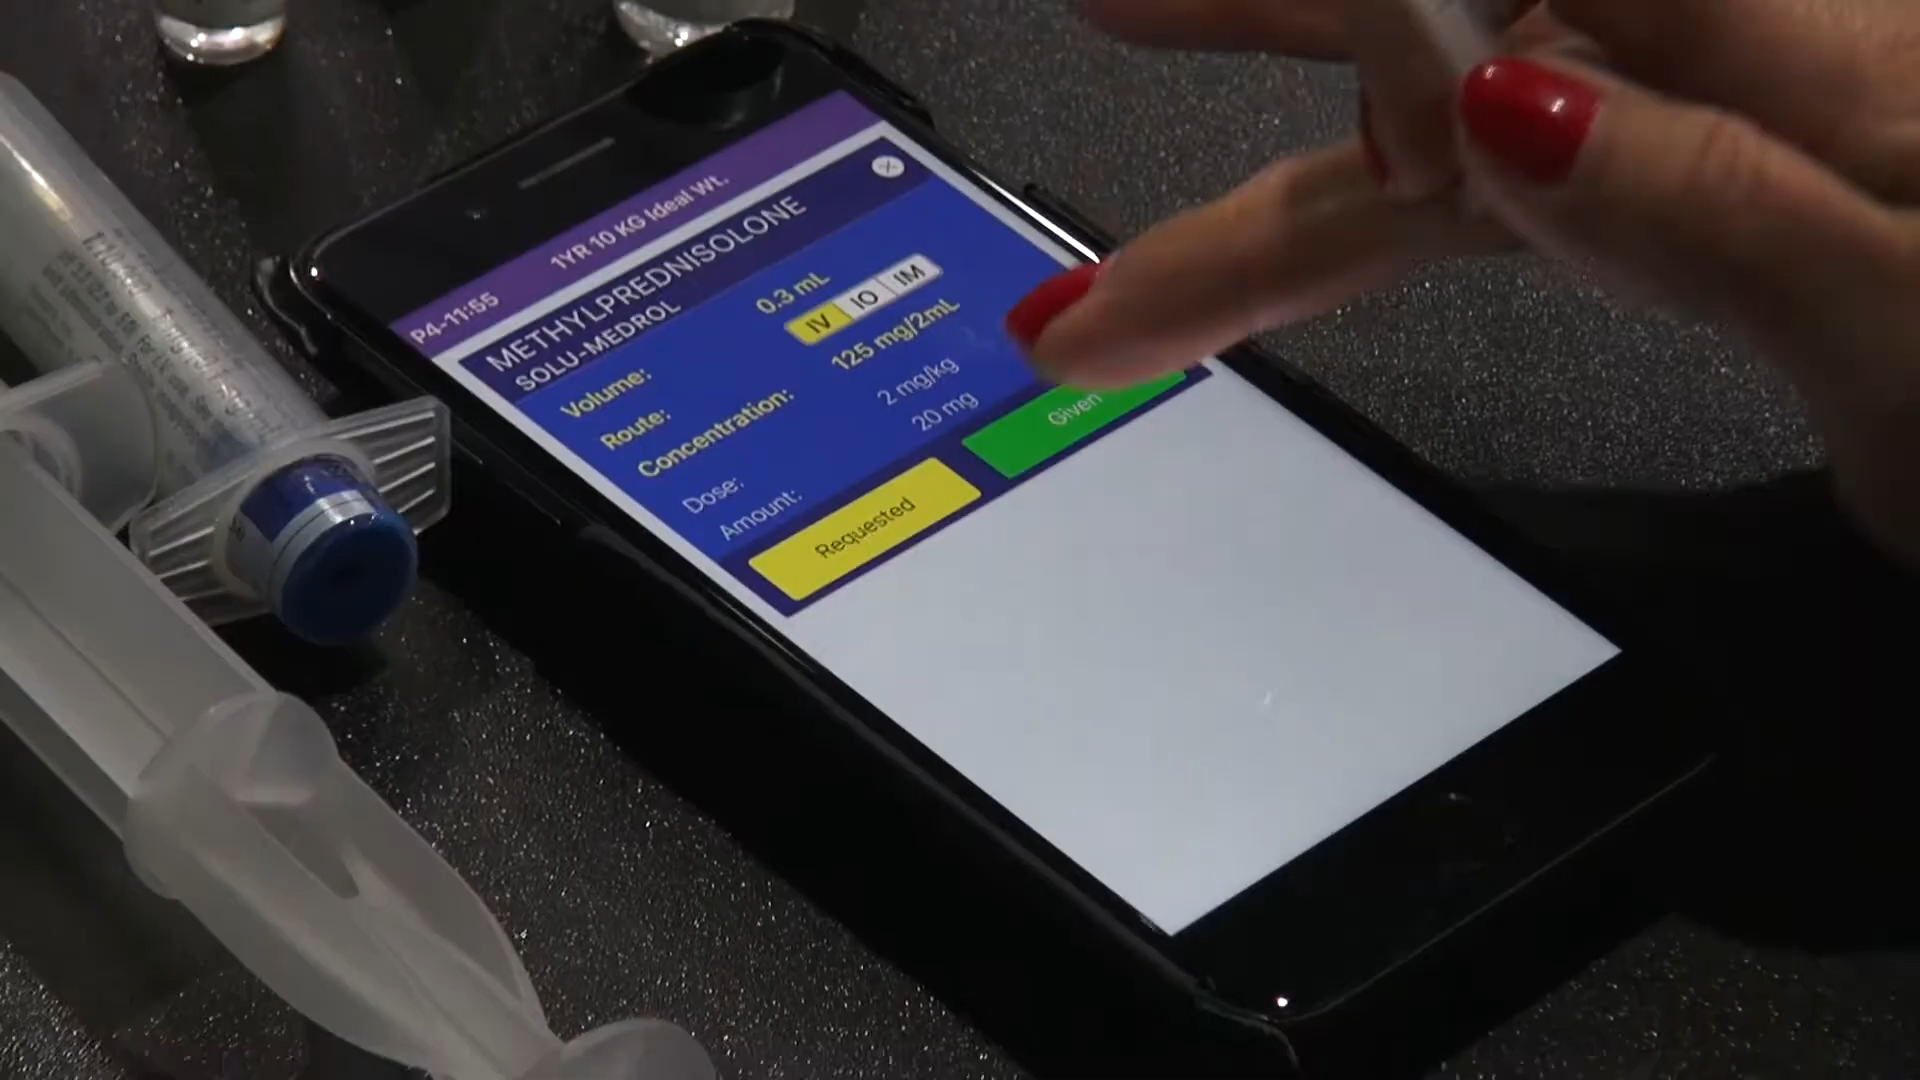 P4-11:55 1YR 10 KG Ideal Wt.
METHYLPREDNISOLONE
SOLU-MEDROL
Volume: 0.3 mL
Route: IV IO IM
Concentration: 125 mg/2mL
Dose: 2 mg/kg
Amount: 20 mg
Requested Given